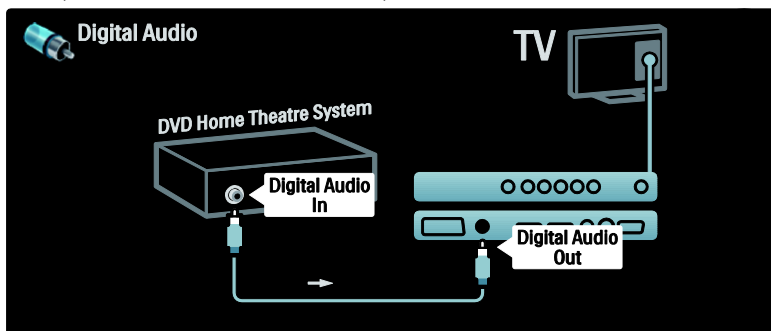 Digital Audio
TV
DVD Home Theatre System
Digital Audio
In
Digital Audio
Out